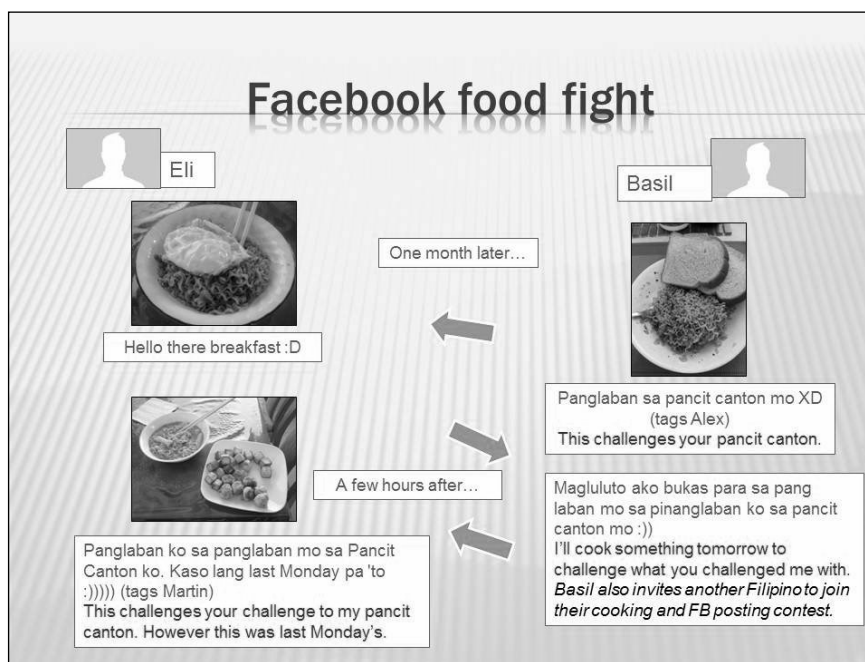 Facebook food fight
Eli
Basil
One month later…
Hello there breakfast :D
Panglaban sa pancit canton mo XD
(tags Alex)
This challenges your pancit canton.
A few hours after…
Magluluto ako bukas para sa pang
laban mo sa pinanglaban ko sa pancit
canton mo :))
I’ll cook something tomorrow to
challenge what you challenged me with.
Basil also invites another Filipino to join
their cooking and FB posting contest.
Panglaban ko sa panglaban mo sa Pancit
Canton ko. Kaso lang last Monday pa 'to
:))))) (tags Martin)
This challenges your challenge to my pancit
canton. However this was last Monday’s.